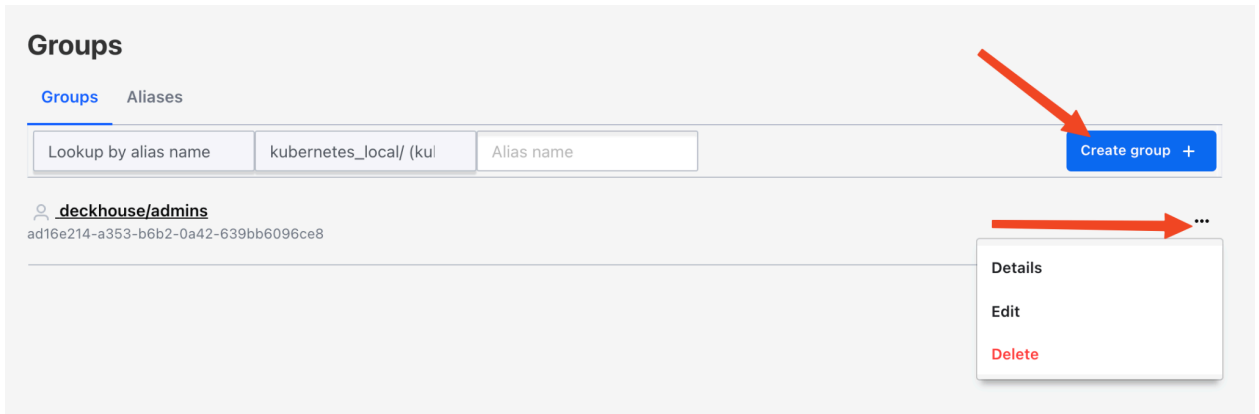 Groups
Groups Aliases
Lookup by alias name kubernetes_local/ (kul Alias name Create group +
deckhouse/admins
ad16e214-a353-b6b2-0a42-639bb6096ce8
Details
Edit
Delete